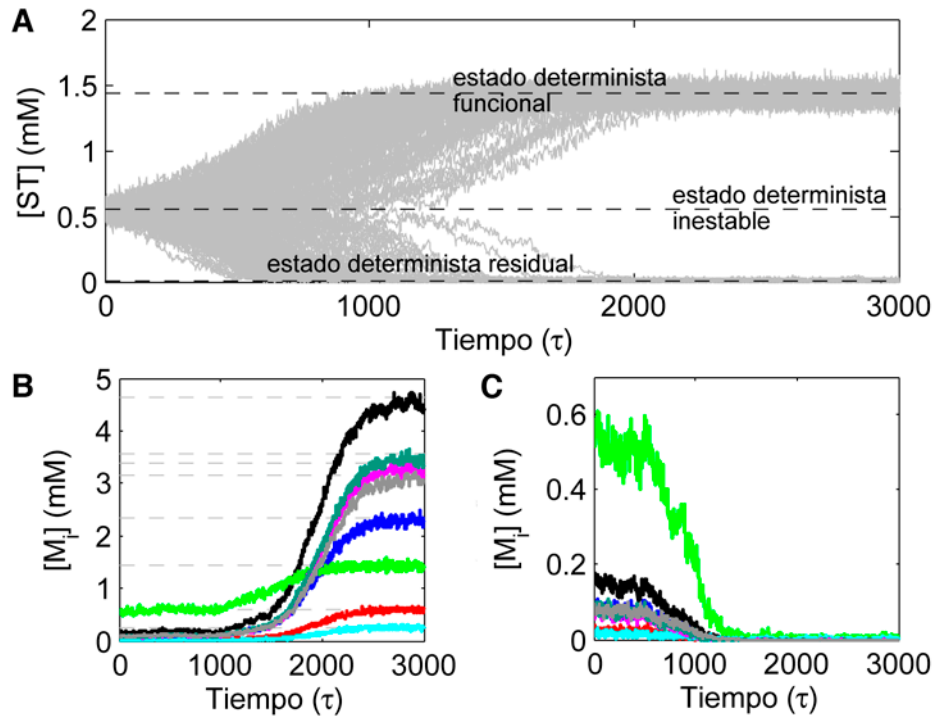 A
[ST] (mM)
2
1.5
1
0.5
0
estado determinista
funcional
estado determinista
inestable
estado determinista residual
0
1000
2000
3000
Tiempo (τ)
B
[Mᵢ] (mM)
5
4
3
2
1
0
0
1000
2000
3000
Tiempo (τ)
C
[Mᵢ] (mM)
0.6
0.4
0.2
0
0
1000
2000
3000
Tiempo (τ)